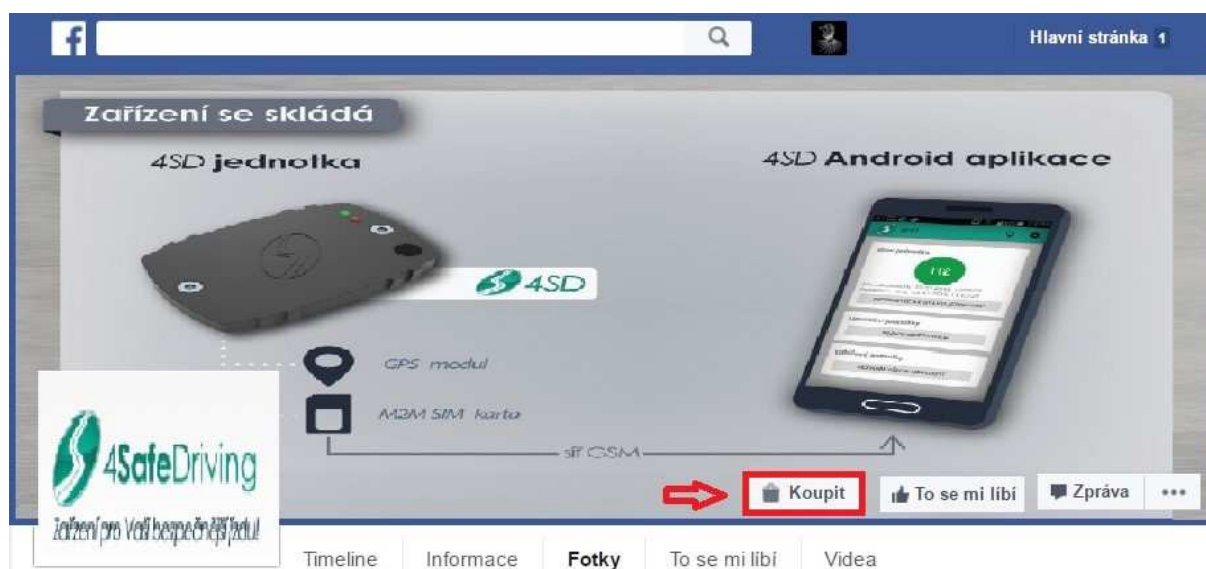 f
Hlavní stránka 1
Zařízení se skládá
4SD jednotka
4SD Android aplikace
4SD
112
GPS modul
M2M SIM karta
síť GSM
4SafeDriving
zařízení pro Vaši bezpečnější jízdu!
Koupit
To se mi líbí
Zpráva
Timeline
Informace
Fotky
To se mi líbí
Videa